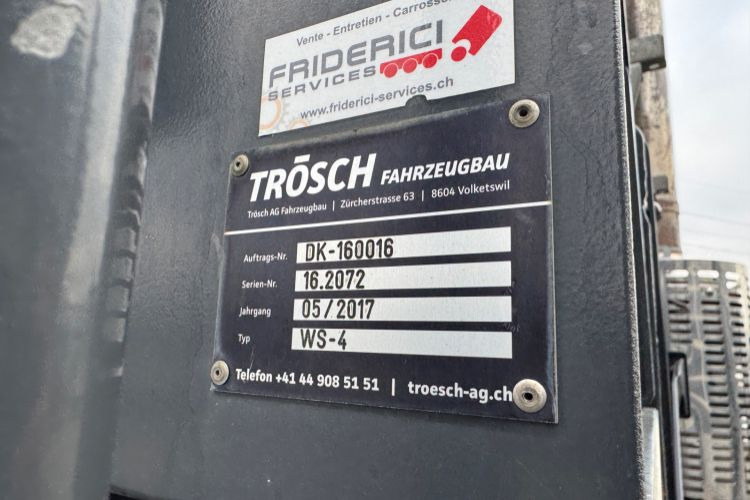 Vente - Entretien - Carrosserie
FRIDERICI
SERVICES
www.friderici-services.ch
TRÖSCH FAHRZEUGBAU
Trösch AG Fahrzeugbau | Zürcherstrasse 63 | 8604 Volketswil
Auftrags-Nr. DK-160016
Serien-Nr. 16.2072
Jahrgang 05/2017
Typ WS-4
Telefon +41 44 908 51 51 | troesch-ag.ch